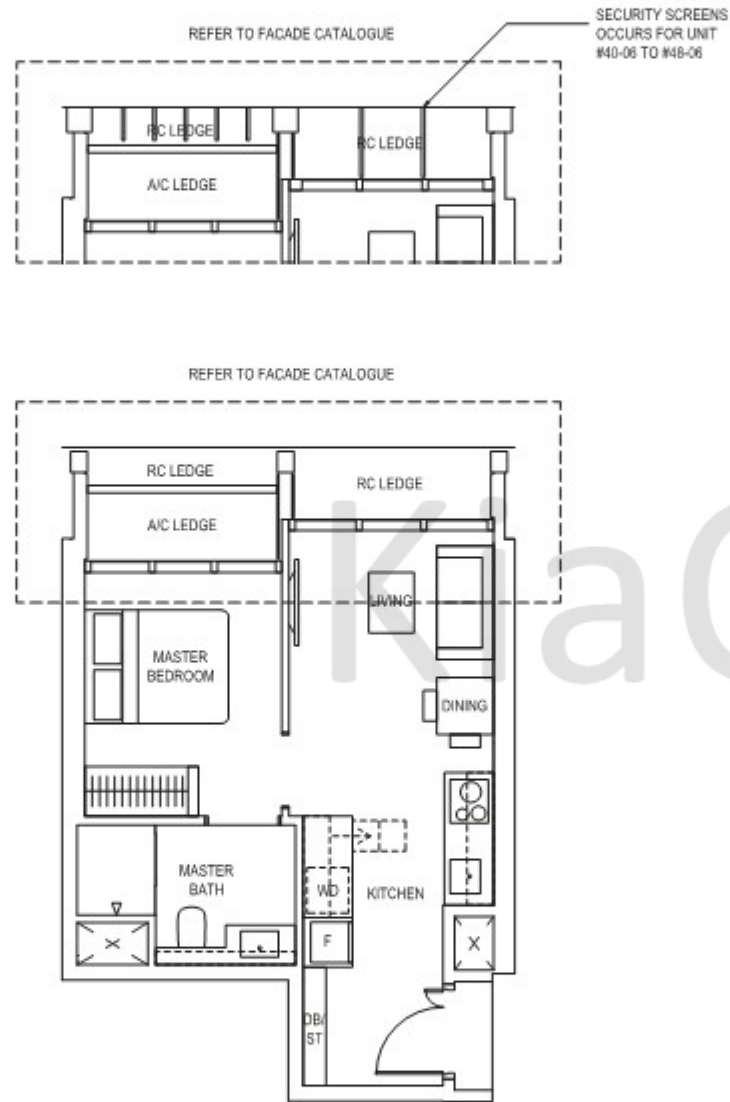 SECURITY SCREENS
OCCURS FOR UNIT
#40-06 TO #48-06
REFER TO FACADE CATALOGUE
RC LEDGE
RC LEDGE
A/C LEDGE
REFER TO FACADE CATALOGUE
RC LEDGE
RC LEDGE
A/C LEDGE
LIVING
MASTER
BEDROOM
DINING
MASTER
BATH
WD
KITCHEN
F
X
X
DB/
ST
KiaC